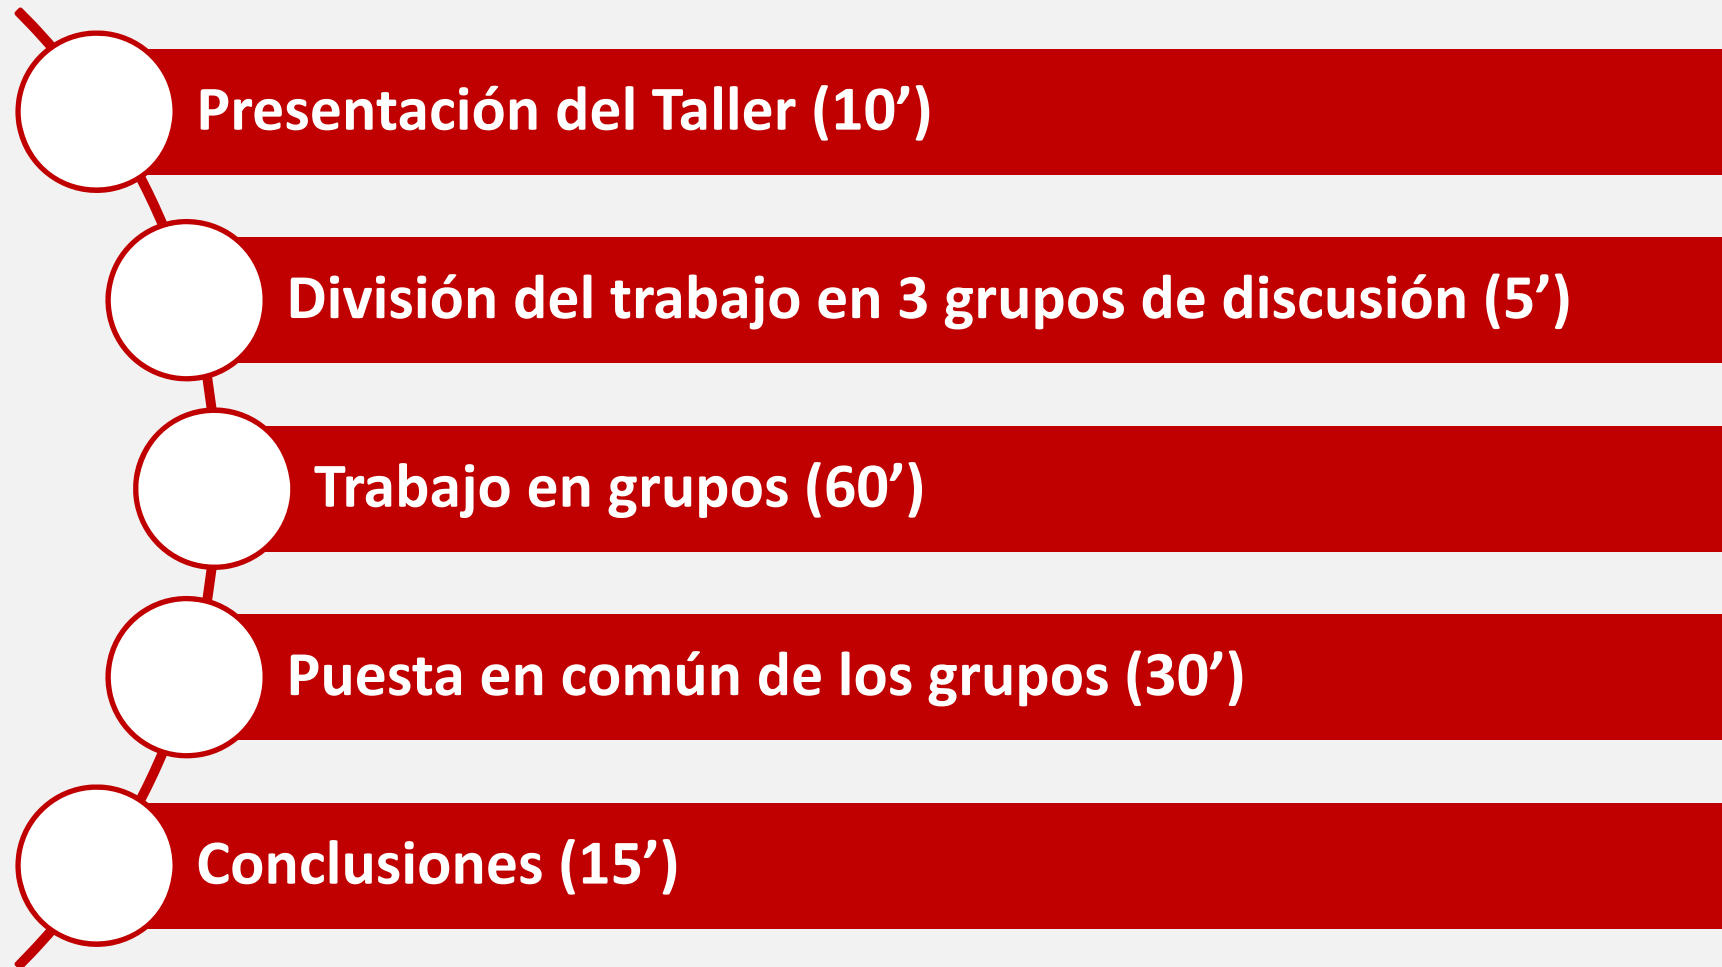 Presentación del Taller (10’)
División del trabajo en 3 grupos de discusión (5’)
Trabajo en grupos (60’)
Puesta en común de los grupos (30’)
Conclusiones (15’)